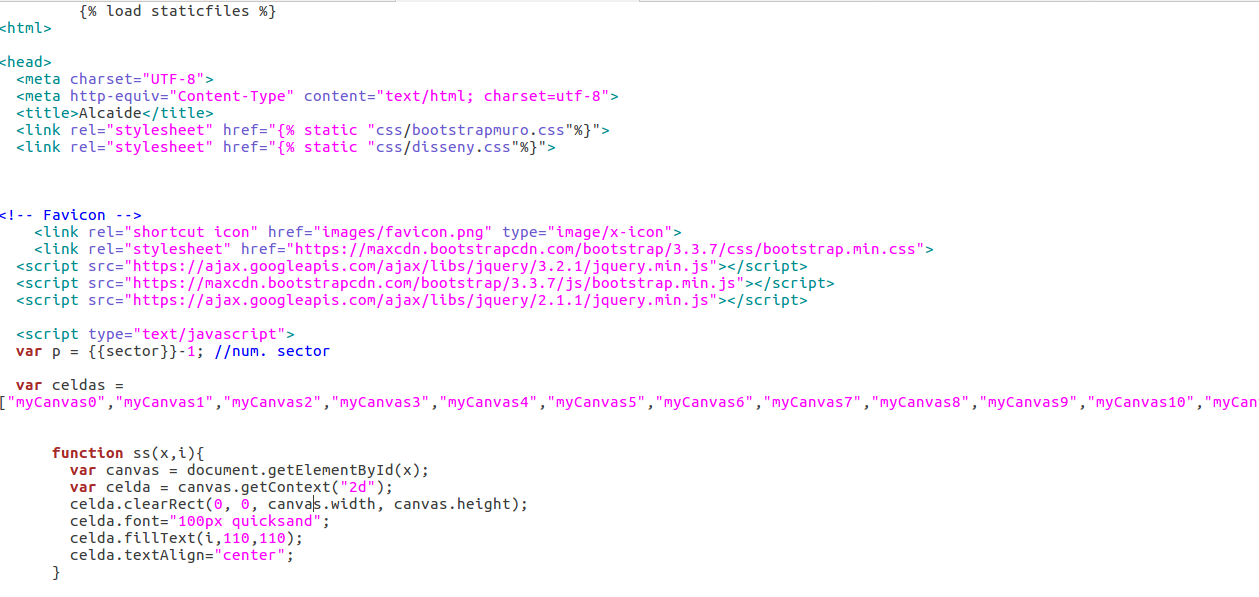 {% load staticfiles %}
<html>
<head>
<meta charset="UTF-8">
<meta http-equiv="Content-Type" content="text/html; charset=utf-8">
<title>Alcaide</title>
<link rel="stylesheet" href="{% static "css/bootstrapmuro.css"%}">
<link rel="stylesheet" href="{% static "css/disseny.css"%}">
<!-- Favicon -->
<link rel="shortcut icon" href="images/favicon.png" type="image/x-icon">
<link rel="stylesheet" href="https://maxcdn.bootstrapcdn.com/bootstrap/3.3.7/css/bootstrap.min.css">
<script src="https://ajax.googleapis.com/ajax/libs/jquery/3.2.1/jquery.min.js"></script>
<script src="https://maxcdn.bootstrapcdn.com/bootstrap/3.3.7/js/bootstrap.min.js"></script>
<script src="https://ajax.googleapis.com/ajax/libs/jquery/2.1.1/jquery.min.js"></script>
<script type="text/javascript">
var p = {{sector}}-1; //num. sector
var celdas =
["myCanvas0","myCanvas1","myCanvas2","myCanvas3","myCanvas4","myCanvas5","myCanvas6","myCanvas7","myCanvas8","myCanvas9","myCanvas10","myCan
function ss(x,i){
var canvas = document.getElementById(x);
var celda = canvas.getContext("2d");
celda.clearRect(0, 0, canvas.width, canvas.height);
celda.font="100px quicksand";
celda.fillText(i,110,110);
celda.textAlign="center";
}